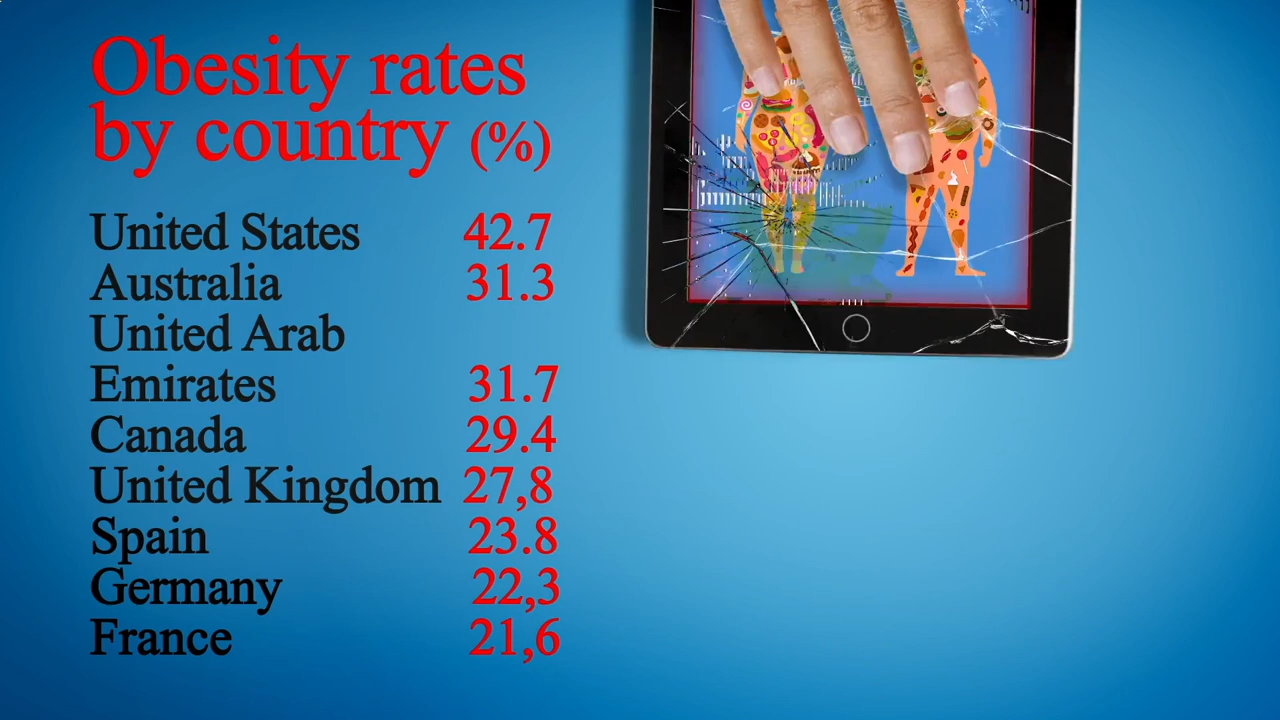 Obesity rates
by country (%)
United States 42.7
Australia 31.3
United Arab
Emirates 31.7
Canada 29.4
United Kingdom 27,8
Spain 23.8
Germany 22,3
France 21,6